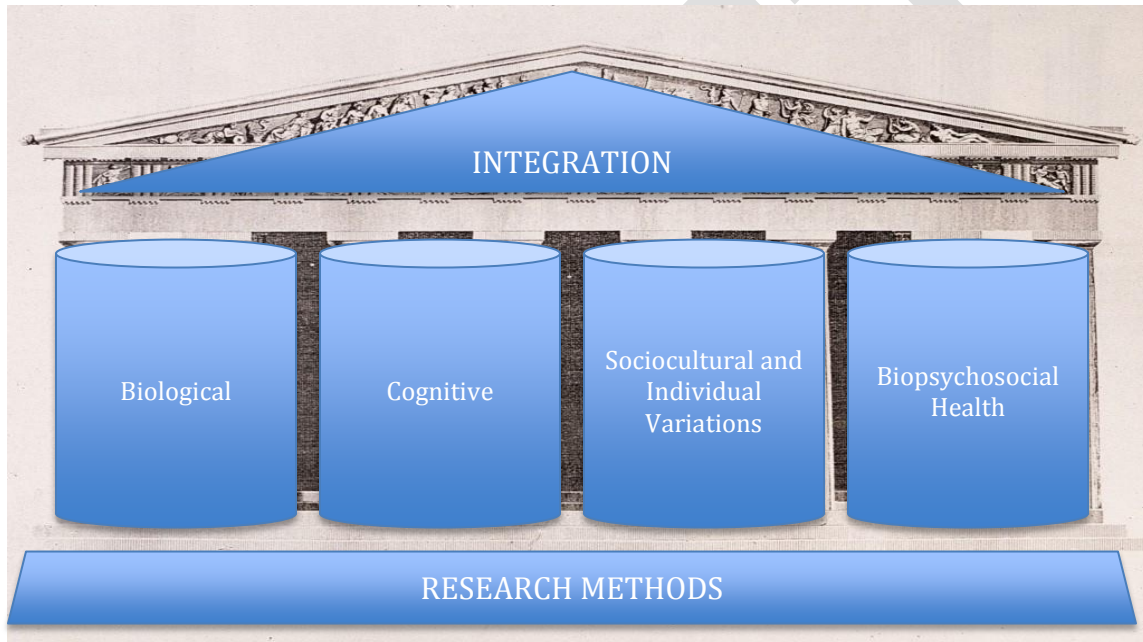 INTEGRATION
Biological
Cognitive
Sociocultural and
Individual
Variations
Biopsychosocial
Health
RESEARCH METHODS